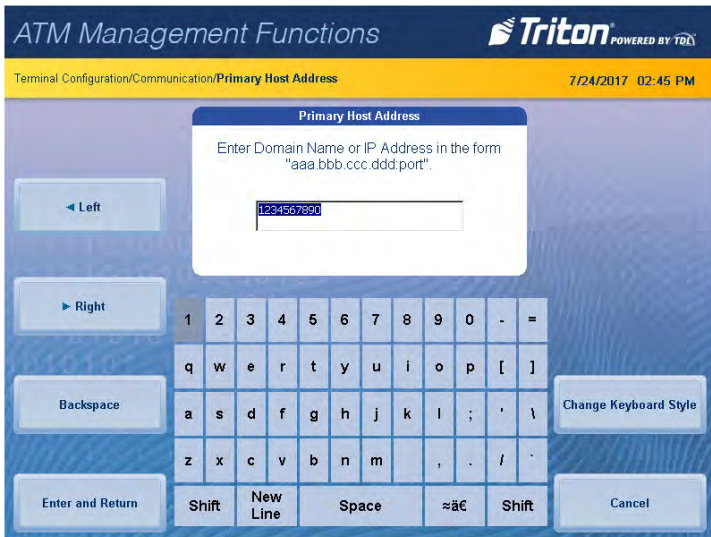 ATM Management Functions
Triton POWERED BY TDL
Terminal Configuration/Communication/Primary Host Address
7/24/2017 02:45 PM
Primary Host Address
Enter Domain Name or IP Address in the form
"aaa.bbb.ccc.ddd:port".
1234567890
◄ Left
► Right
Backspace
Enter and Return
1 2 3 4 5 6 7 8 9 0 - =
q w e r t y u i o p [ ]
a s d f g h j k l ; ' \
z x c v b n m , . / `
Shift
New
Line
Space
≈ä€
Shift
Change Keyboard Style
Cancel